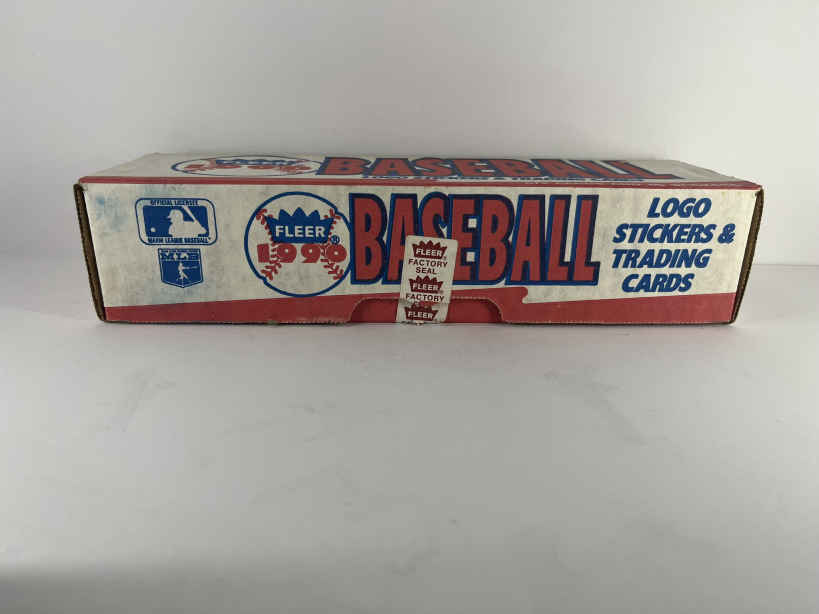 FLEER
BASEBALL
OFFICIAL LICENSEE
MAJOR LEAGUE BASEBALL
FLEER®
1990
BASEBALL
LOGO
STICKERS &
TRADING
CARDS
FLEER
FACTORY
SEAL
FLEER
FACTORY
FLEER